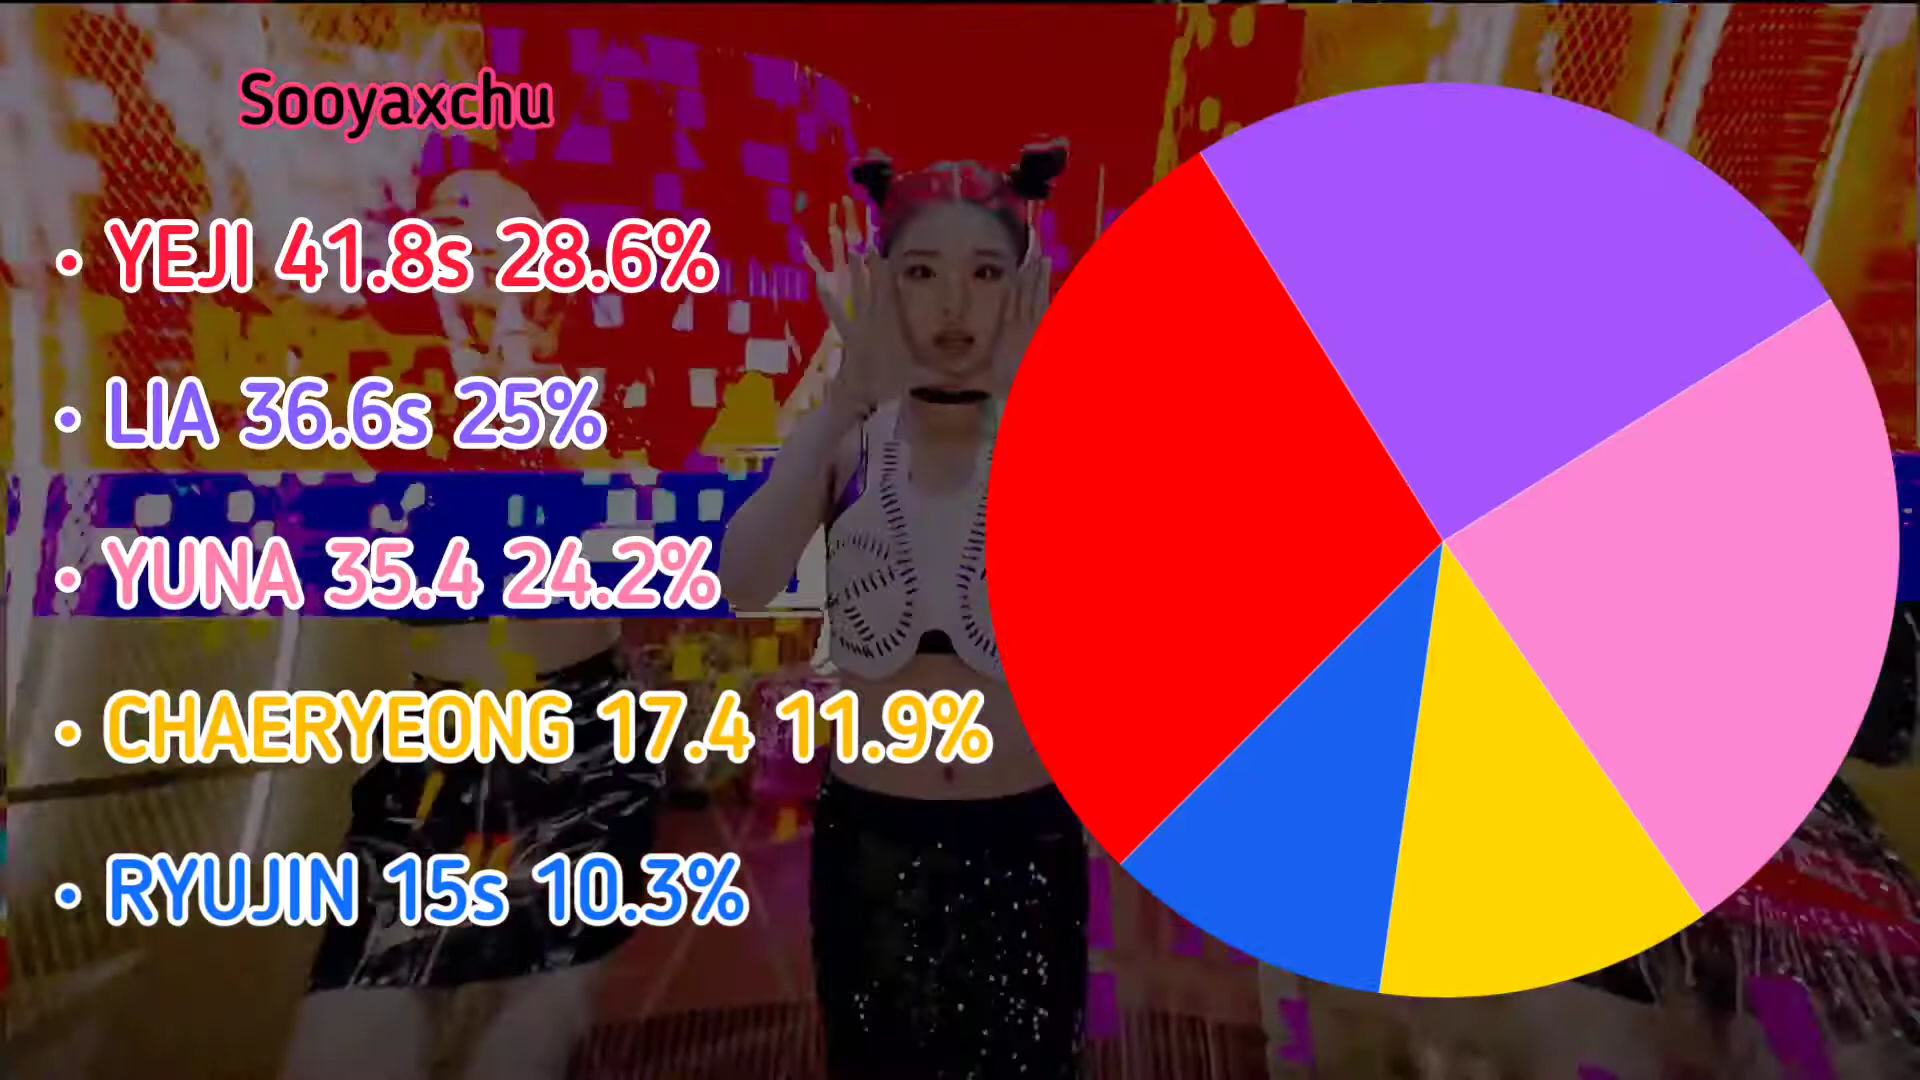 Sooyaxchu
• YEJI 41.8s 28.6%
• LIA 36.6s 25%
• YUNA 35.4 24.2%
• CHAERYEONG 17.4 11.9%
• RYUJIN 15s 10.3%